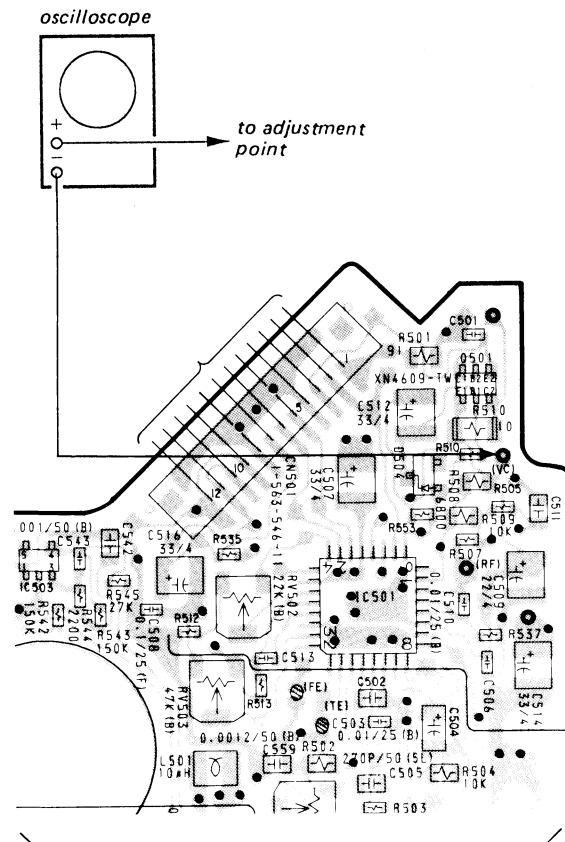 oscilloscope
+
−
to adjustment
point
C501
R501
91
Q501
XN4609-TW
E1B2E2
C1B1C2
C512
33/4
R510
10
R510
(VC)
1
5
10
12
CN501
1-563-546-11
C507
33/4
D504
R508
6800
R505
C511
R553
R509
10K
.001/50(B)
C543
C542
C516
33/4
R535
R507
(RF)
IC503
R545
27K
RV502
22K(B)
IC501
0.01/25(B)
C510
C509
22/4
R542
150K
R544
2200
R543
150K
C508
0.1/25(F)
R512
R537
C513
RV503
47K(B)
R513
(FE)
C502
C506
C514
33/4
(TE)
C503
0.0012/50(B)
0.01/25(B)
C504
L501
10μH
C559
R502
270P/50(SL)
C505
R504
10K
R503